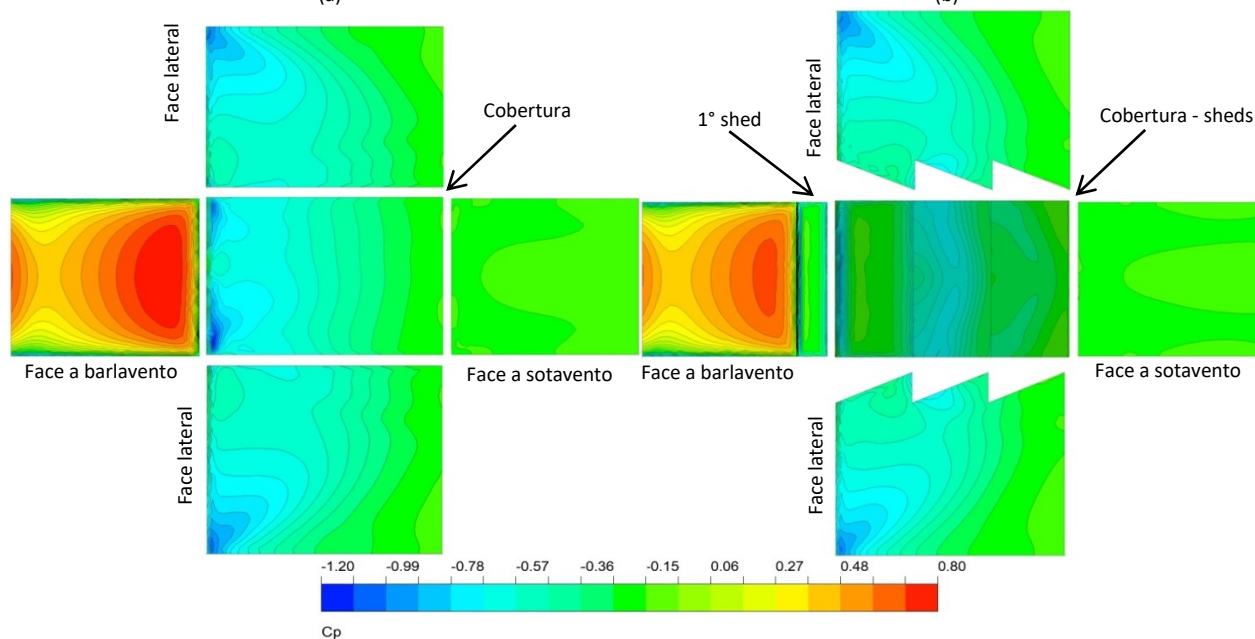 (a)
(b)
Face lateral
Cobertura
1° shed
Face lateral
Cobertura - sheds
Face a barlavento
Face a sotavento
Face a barlavento
Face a sotavento
Face lateral
Face lateral
-1.20 -0.99 -0.78 -0.57 -0.36 -0.15 0.06 0.27 0.48 0.80
Cp